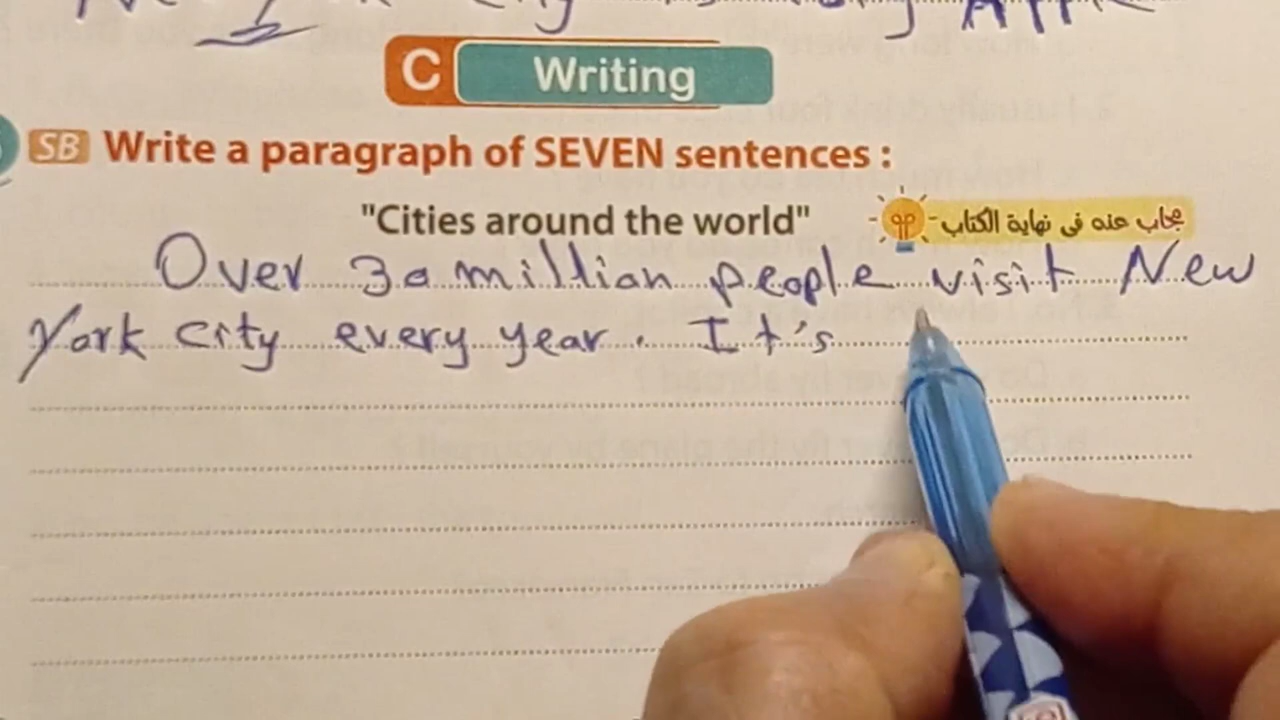 C Writing
SB Write a paragraph of SEVEN sentences :
"Cities around the world"
مجاب عنه فى نهاية الكتاب
Over 30 million people visit New
York city every year. It's